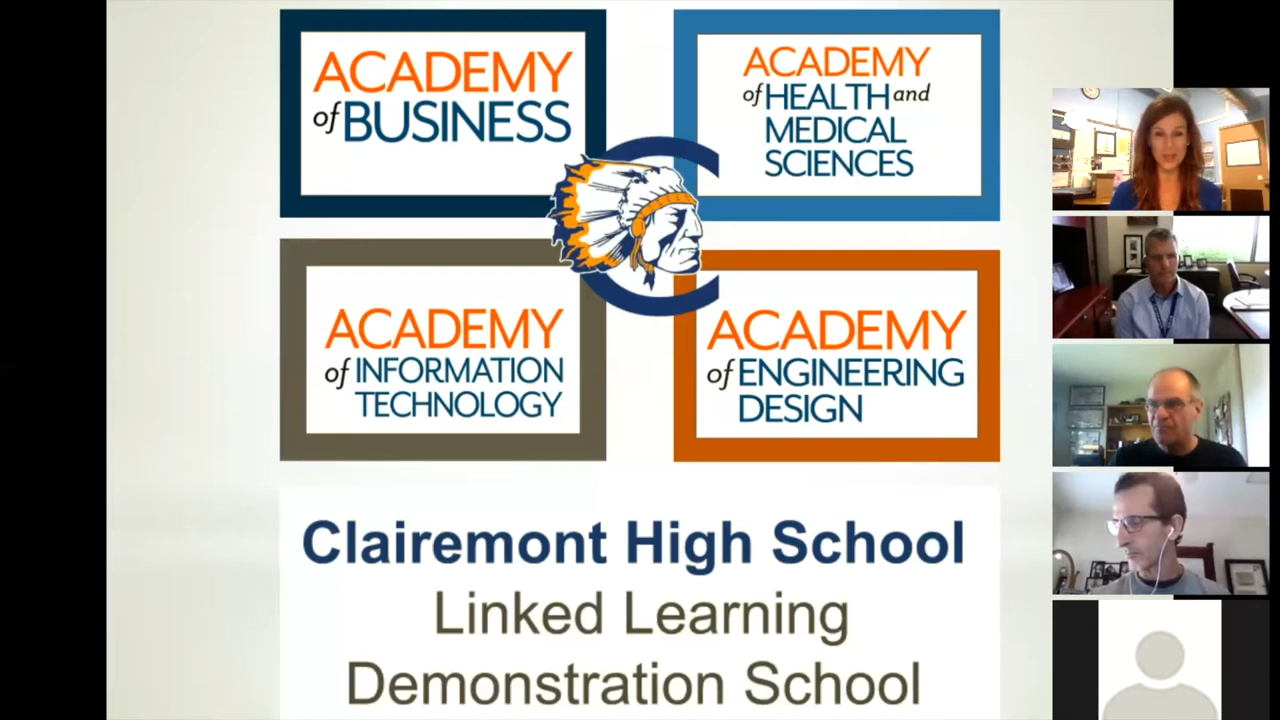 ACADEMY
of BUSINESS
ACADEMY
of HEALTH and
MEDICAL
SCIENCES
ACADEMY
of INFORMATION
TECHNOLOGY
ACADEMY
of ENGINEERING
DESIGN
C
Clairemont High School
Linked Learning
Demonstration School